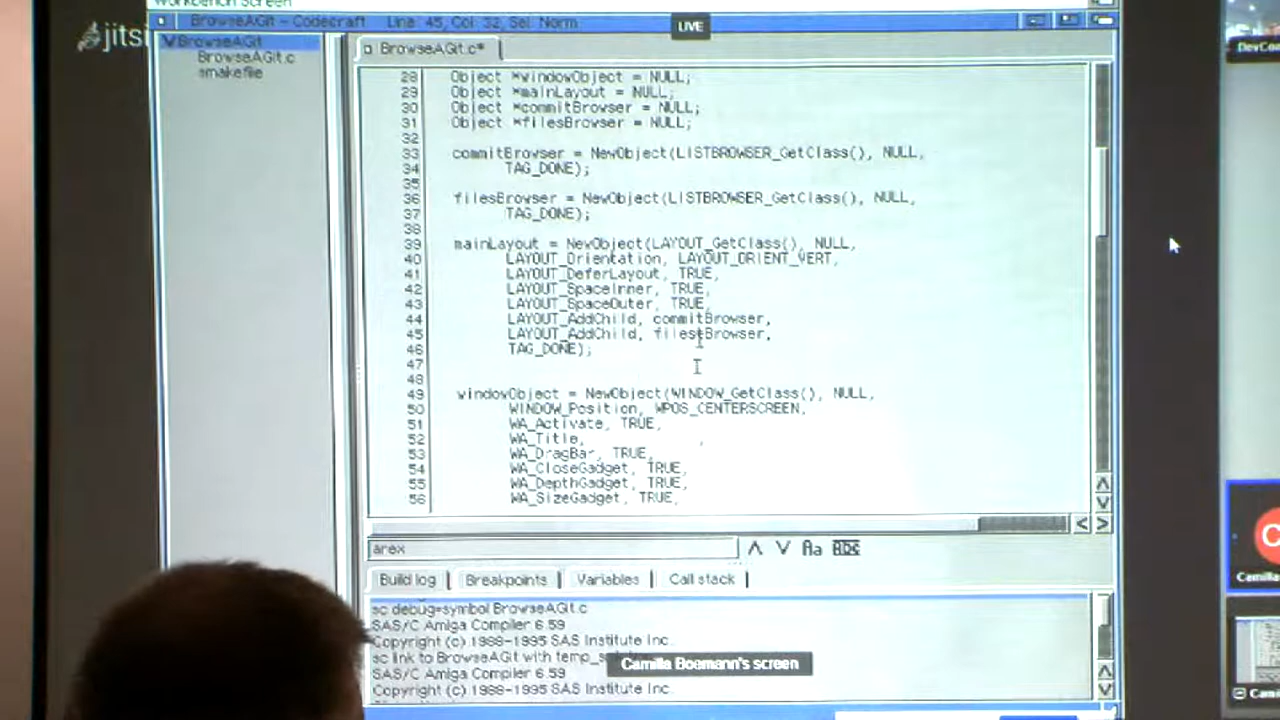 Workbench Screen
BrowseAGit - Codecraft Line 45, Col 32, Sel Norm
LIVE
jitsi
DevCo
BrowseAGit
BrowseAGit.c
smakefile
BrowseAGit.c*
28 Object *windowObject = NULL;
29 Object *mainLayout = NULL;
30 Object *commitBrowser = NULL;
31 Object *filesBrowser = NULL;
32
33 commitBrowser = NewObject(LISTBROWSER_GetClass(), NULL,
34 TAG_DONE);
35
36 filesBrowser = NewObject(LISTBROWSER_GetClass(), NULL,
37 TAG_DONE);
38
39 mainLayout = NewObject(LAYOUT_GetClass(), NULL,
40 LAYOUT_Orientation, LAYOUT_ORIENT_VERT,
41 LAYOUT_DeferLayout, TRUE,
42 LAYOUT_SpaceInner, TRUE,
43 LAYOUT_SpaceOuter, TRUE,
44 LAYOUT_AddChild, commitBrowser,
45 LAYOUT_AddChild, filesBrowser,
46 TAG_DONE);
47
48
49 windowObject = NewObject(WINDOW_GetClass(), NULL,
50 WINDOW_Position, WPOS_CENTERSCREEN,
51 WA_Activate, TRUE,
52 WA_Title, ,
53 WA_DragBar, TRUE,
54 WA_CloseGadget, TRUE,
55 WA_DepthGadget, TRUE,
56 WA_SizeGadget, TRUE,
arex
Aa Abc
Build log Breakpoints Variables Call stack
sc debug=symbol BrowseAGit.c
SAS/C Amiga Compiler 6.59
Copyright (c) 1988-1995 SAS Institute Inc.
sc link to BrowseAGit with temp_s
SAS/C Amiga Compiler 6.59
Copyright (c) 1988-1995 SAS Institute Inc.
Camilla Boemann's screen
C
Camilla
Cam